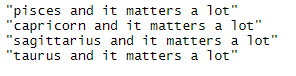 "pisces and it matters a lot"
"capricorn and it matters a lot"
"sagittarius and it matters a lot"
"taurus and it matters a lot"